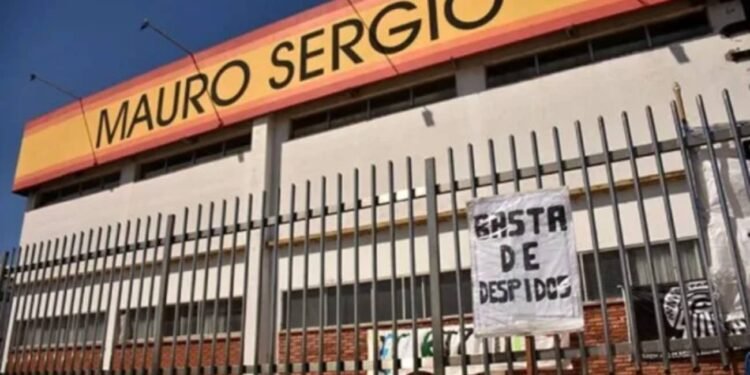 MAURO SERGIO
BASTA
DE
DESPIDOS